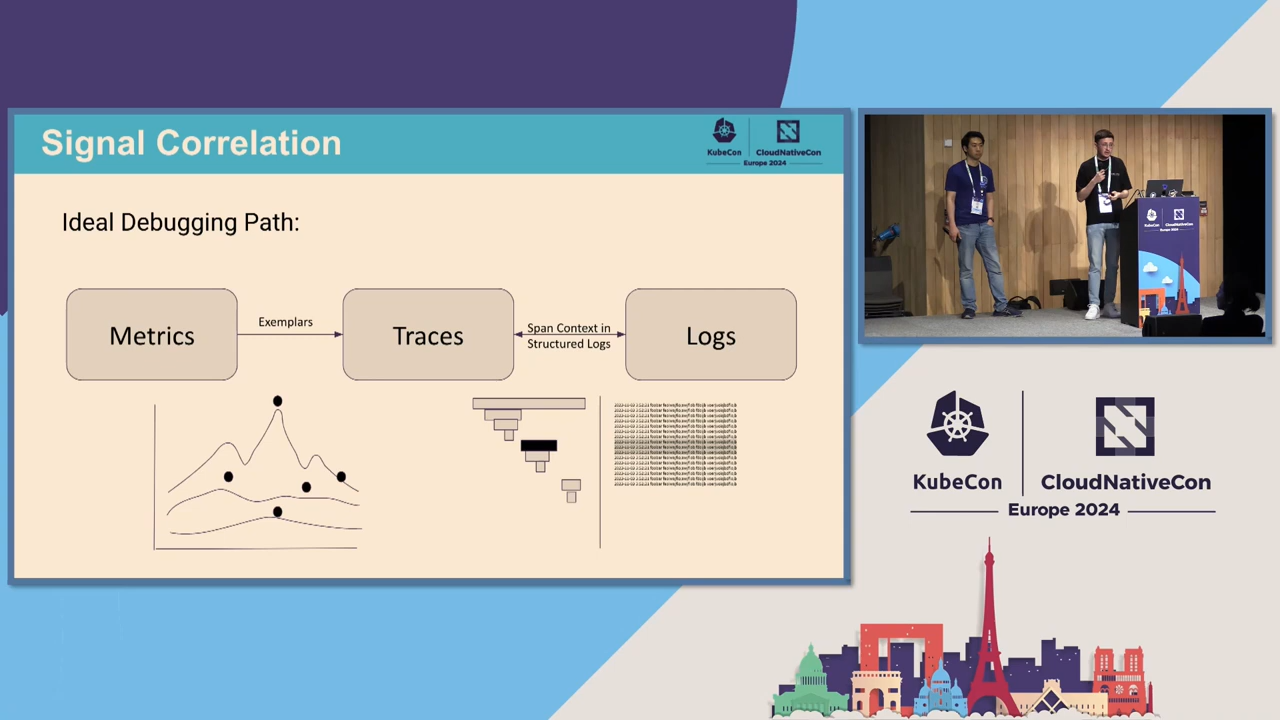 Signal Correlation
KubeCon
CloudNativeCon
Europe 2024
Ideal Debugging Path:
Metrics
Exemplars
Traces
Span Context in
Structured Logs
Logs
KubeCon
CloudNativeCon
Europe 2024